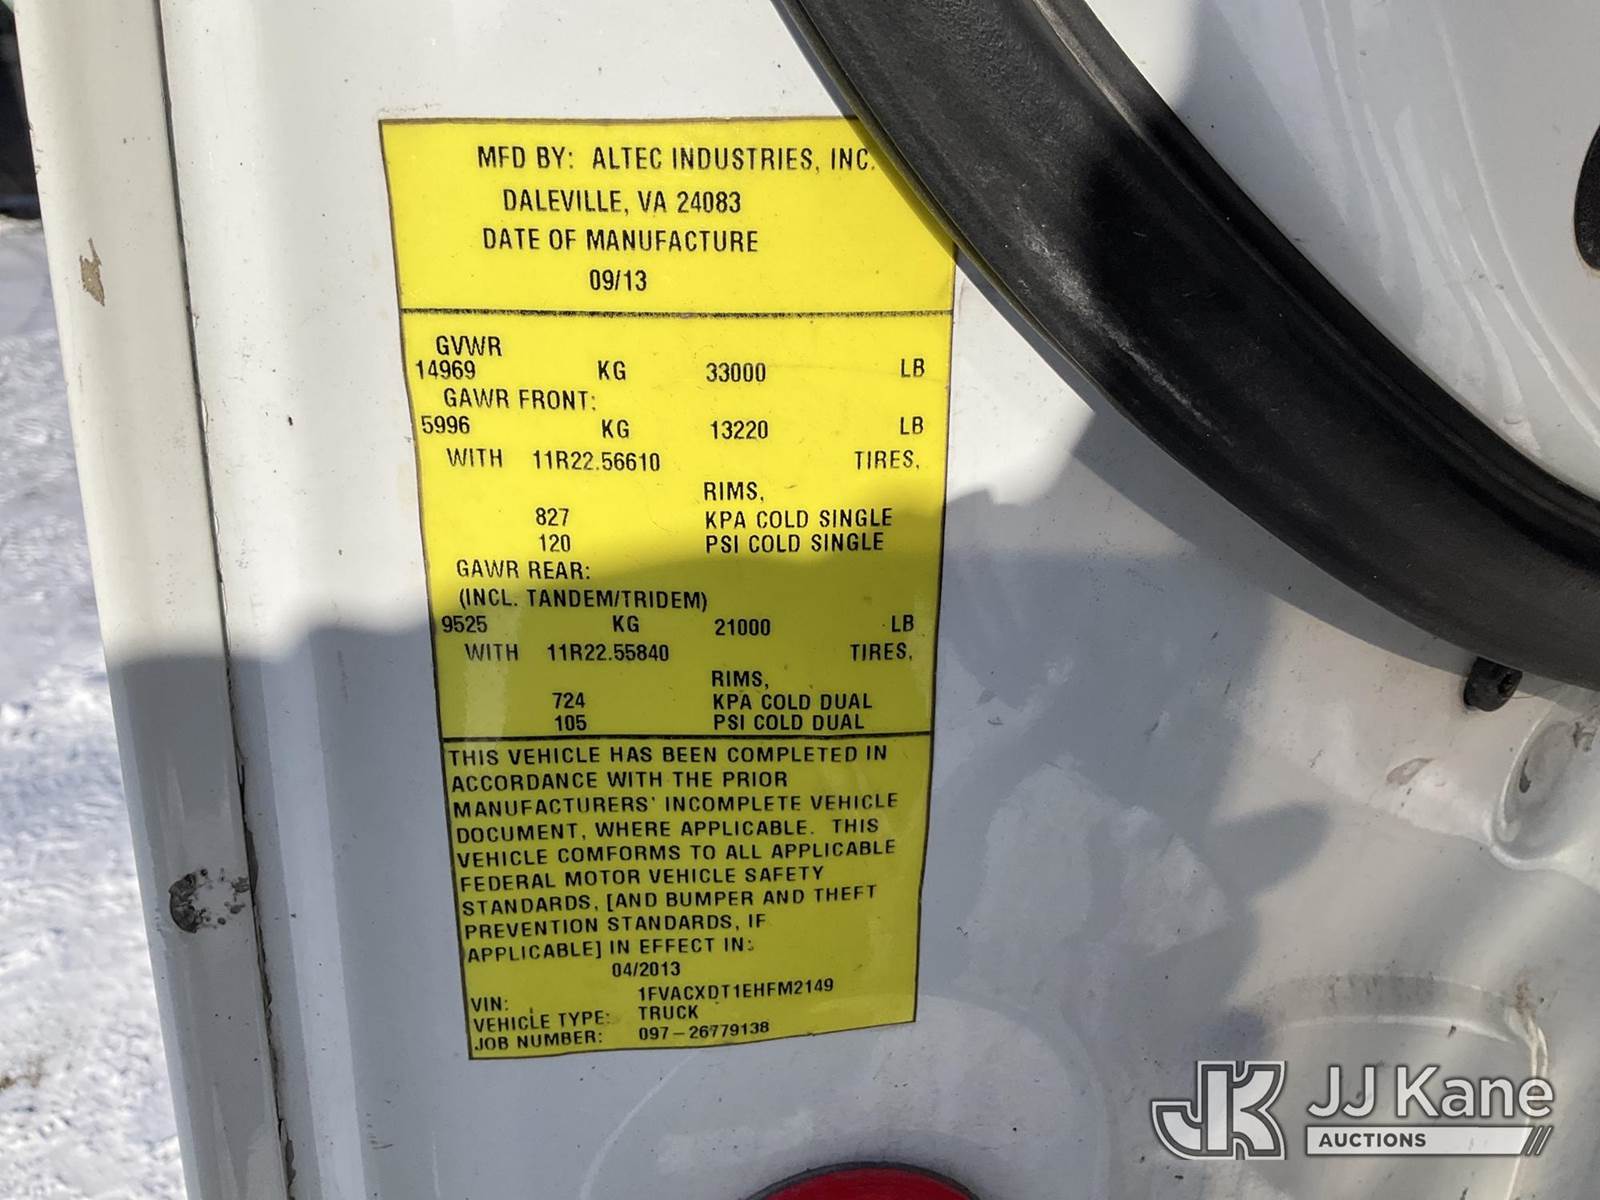 MFD BY: ALTEC INDUSTRIES, INC.
DALEVILLE, VA 24083
DATE OF MANUFACTURE
09/13
GVWR
14969 KG 33000 LB
GAWR FRONT:
5996 KG 13220 LB
WITH 11R22.56610 TIRES,
RIMS,
827 KPA COLD SINGLE
120 PSI COLD SINGLE
GAWR REAR:
(INCL. TANDEM/TRIDEM)
9525 KG 21000 LB
WITH 11R22.55840 TIRES,
RIMS,
724 KPA COLD DUAL
105 PSI COLD DUAL
THIS VEHICLE HAS BEEN COMPLETED IN
ACCORDANCE WITH THE PRIOR
MANUFACTURERS' INCOMPLETE VEHICLE
DOCUMENT, WHERE APPLICABLE. THIS
VEHICLE COMFORMS TO ALL APPLICABLE
FEDERAL MOTOR VEHICLE SAFETY
STANDARDS, [AND BUMPER AND THEFT
PREVENTION STANDARDS, IF
APPLICABLE] IN EFFECT IN:
04/2013
VIN: 1FVACXDT1EHFM2149
VEHICLE TYPE: TRUCK
JOB NUMBER: 097-26779138
JK JJ Kane
AUCTIONS